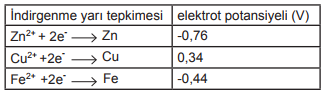 İndirgenme yarı tepkimesi elektrot potansiyeli (V)
Zn²⁺ + 2e⁻ ⟶ Zn -0,76
Cu²⁺ +2e⁻ ⟶ Cu 0,34
Fe²⁺ +2e⁻ ⟶ Fe -0,44